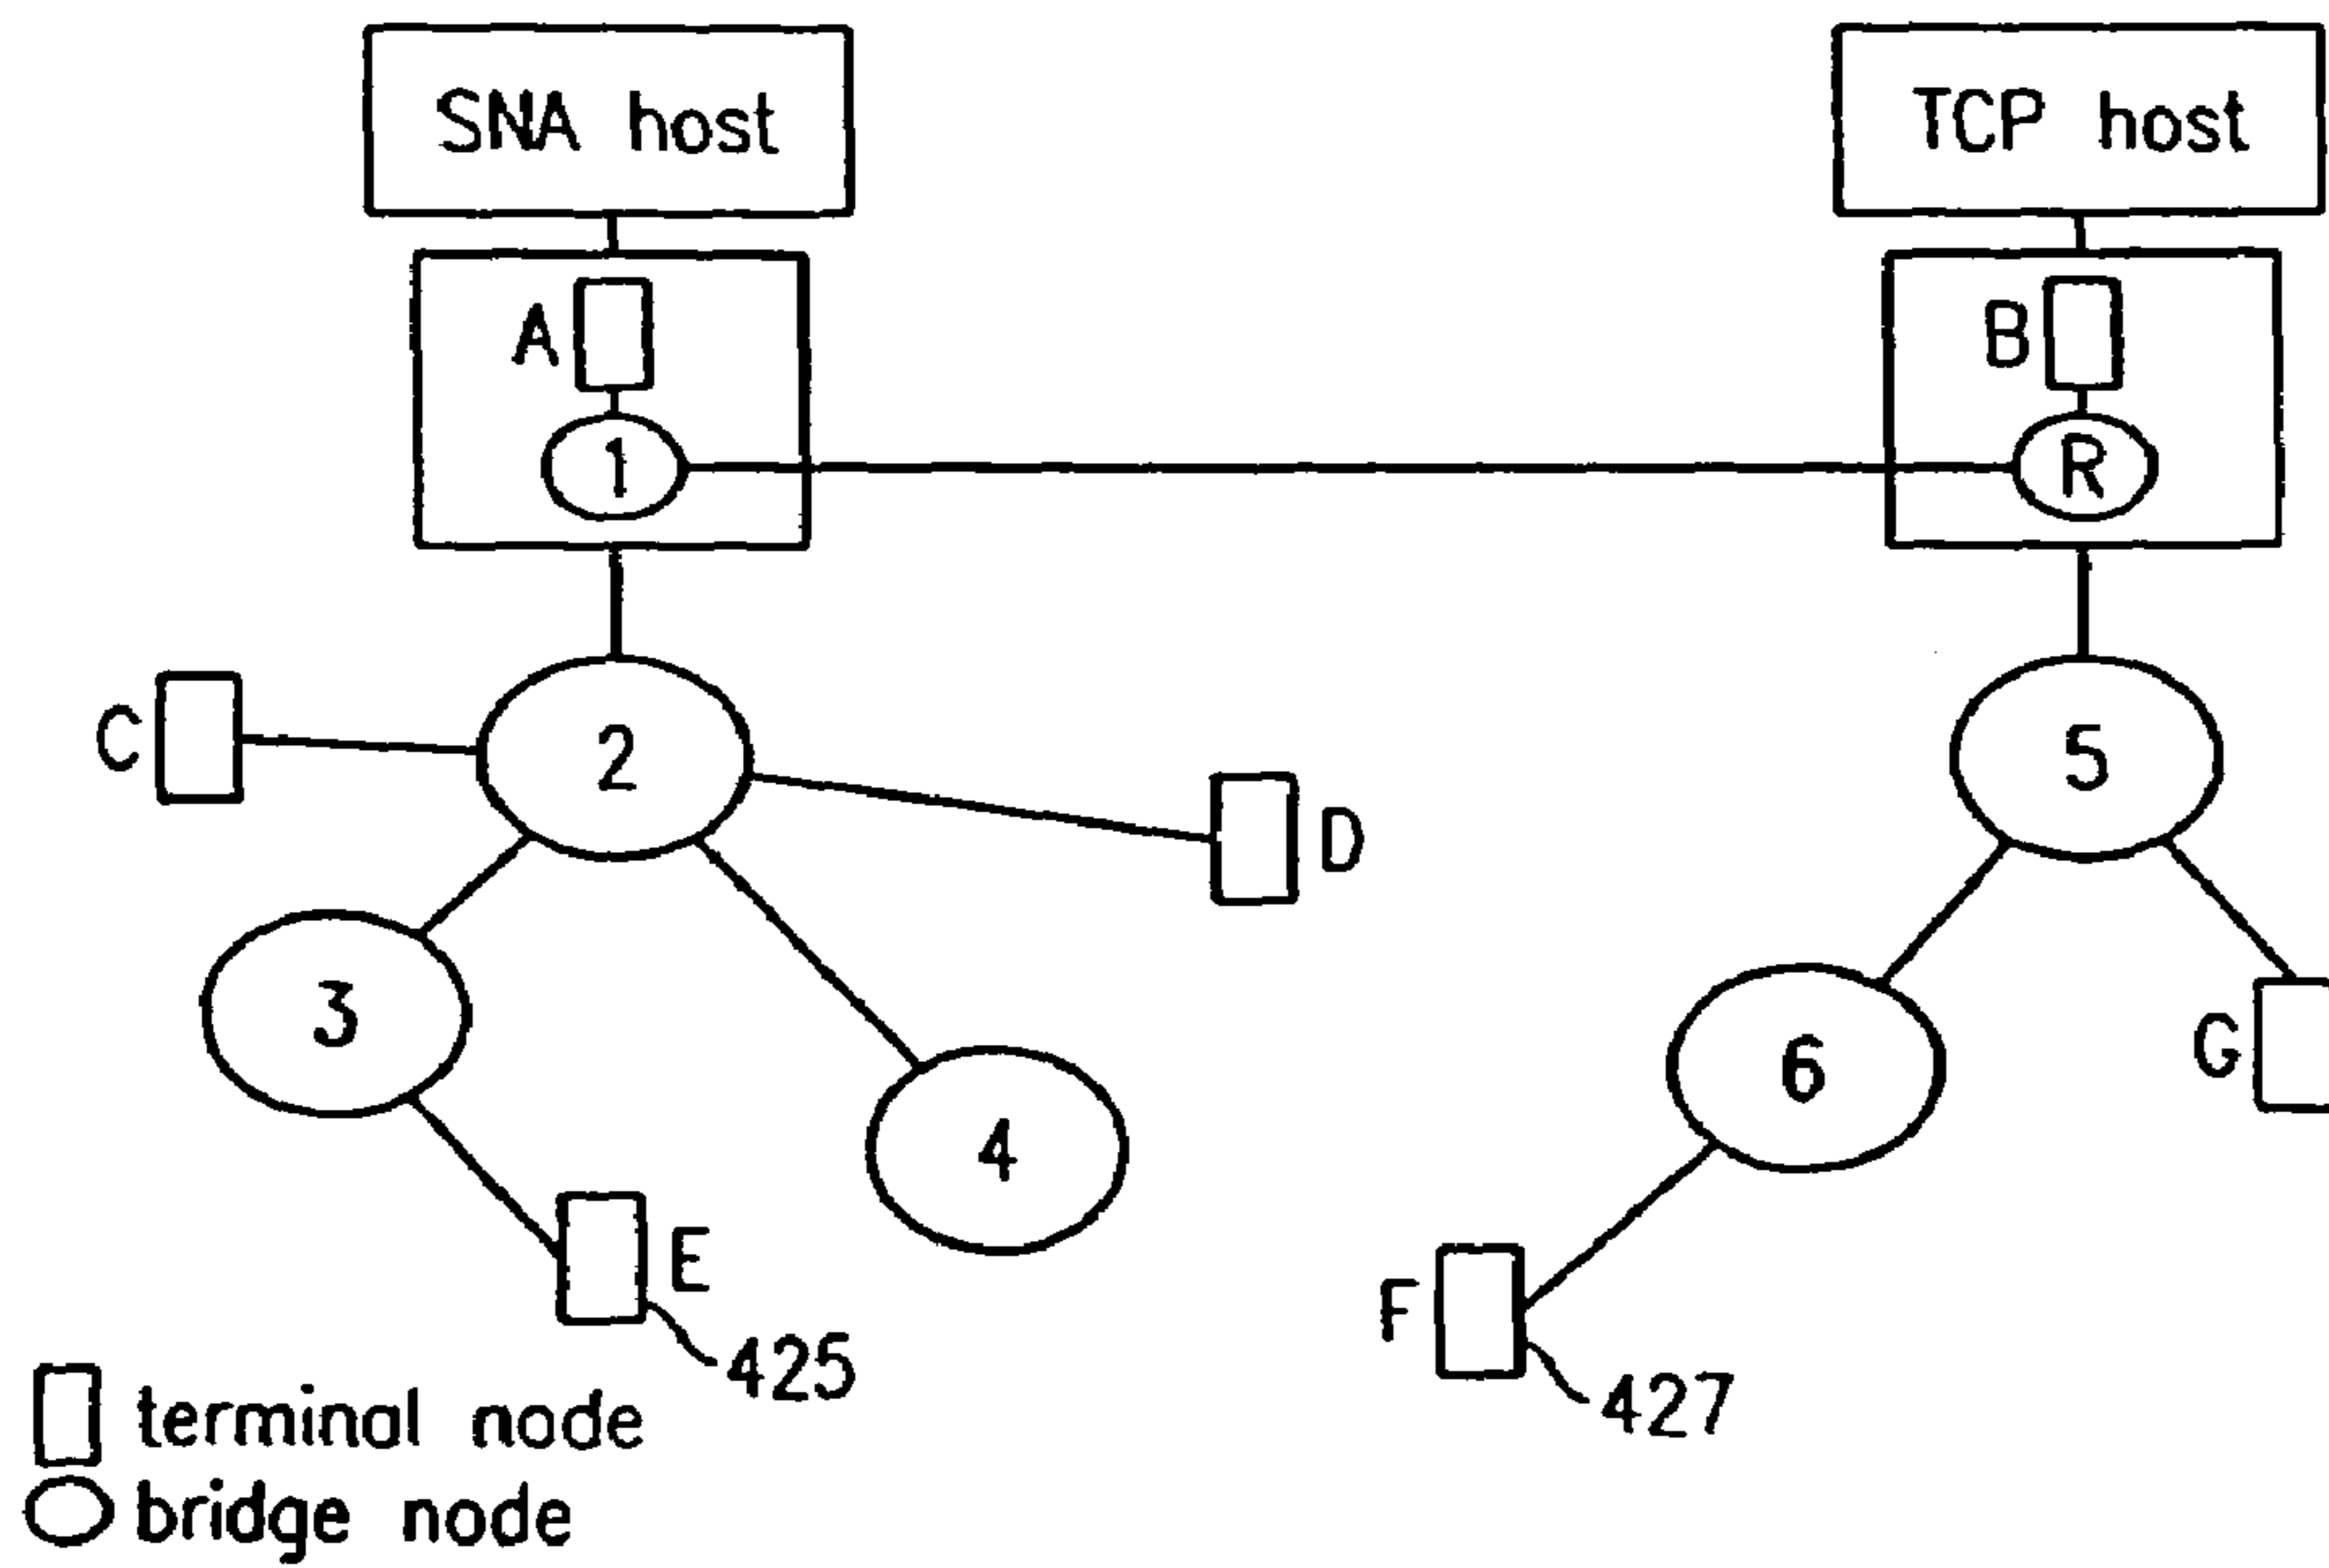 SNA host
TCP host
A
B
1
R
C
2
D
5
3
4
6
G
E
F
425
427
terminal node
bridge node